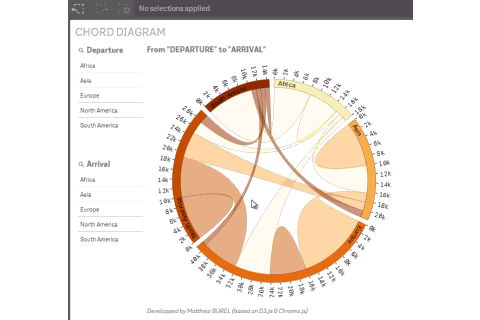 No selections applied
CHORD DIAGRAM
Departure
Africa
Asia
Europe
North America
South America
Arrival
Africa
Asia
Europe
North America
South America
From "DEPARTURE" to "ARRIVAL"
Africa
0k 2k 4k 6k 8k 10k 12k 14k 16k 18k
Asia
0k 2k 4k 6k 8k 10k 12k 14k 16k 18k 20k
Europe
0k 2k 4k 6k 8k 10k 12k 14k 16k 18k 20k 22k 24k 26k 28k 30k 32k 34k 36k 38k 40k
North America
0k 2k 4k 6k 8k 10k 12k 14k 16k 18k 20k 22k 24k 26k 28k
South America
0k 2k 4k 6k 8k 10k 12k 14k
Developped by Matthieu BUREL (based on D3.js & Chroma.js)